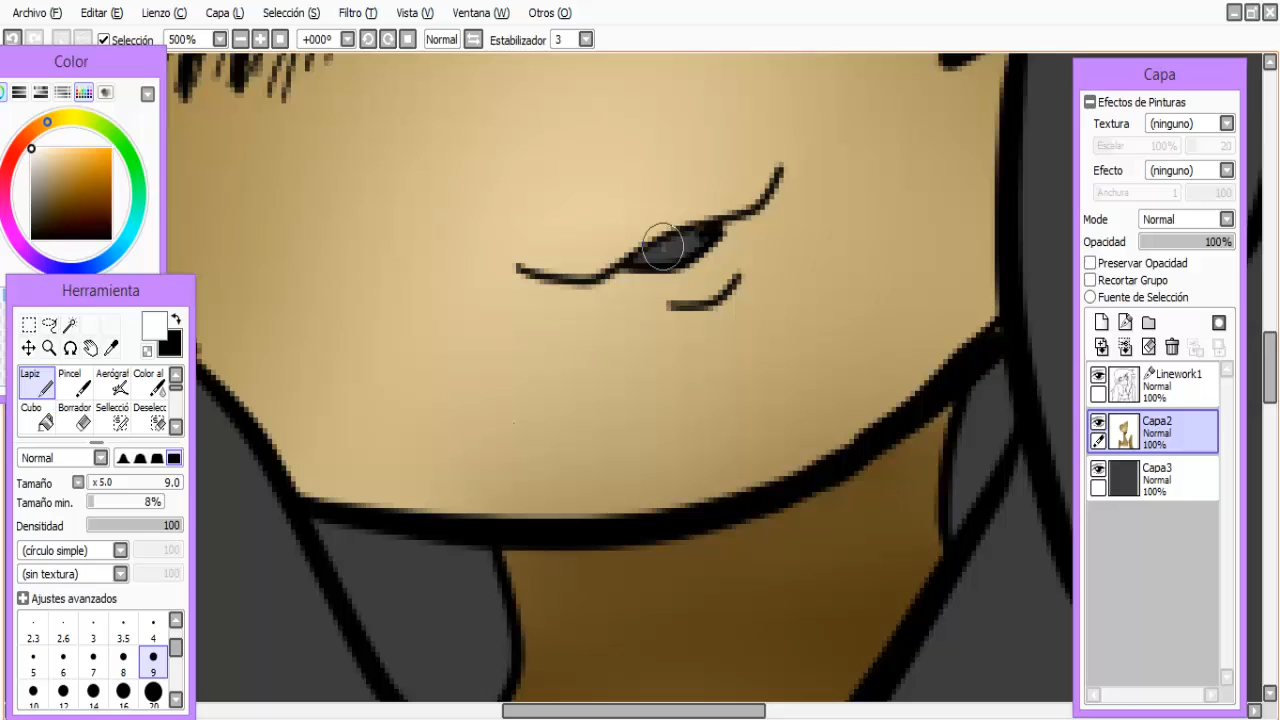 Archivo (F) Editar (E) Lienzo (C) Capa (L) Selección (S) Filtro (T) Vista (V) Ventana (W) Otros (O)
Selección 500% +000º Normal Estabilizador 3
Color
Herramienta
Lapiz Pincel Aerógraf Color al
Cubo Borrador Sellecció Deselecc
Normal
Tamaño x 5.0 9.0
Tamaño min. 8%
Densidad 100
(círculo simple) 100
(sin textura) 100
Ajustes avanzados
2.3 2.6 3 3.5 4
5 6 7 8 9
10 12 14 16 20
Capa
Efectos de Pinturas
Textura (ninguno)
Escalar 100% 20
Efecto (ninguno)
Anchura 1 100
Mode Normal
Opacidad 100%
Preservar Opacidad
Recortar Grupo
Fuente de Selección
Linework1
Normal
100%
Capa2
Normal
100%
Capa3
Normal
100%